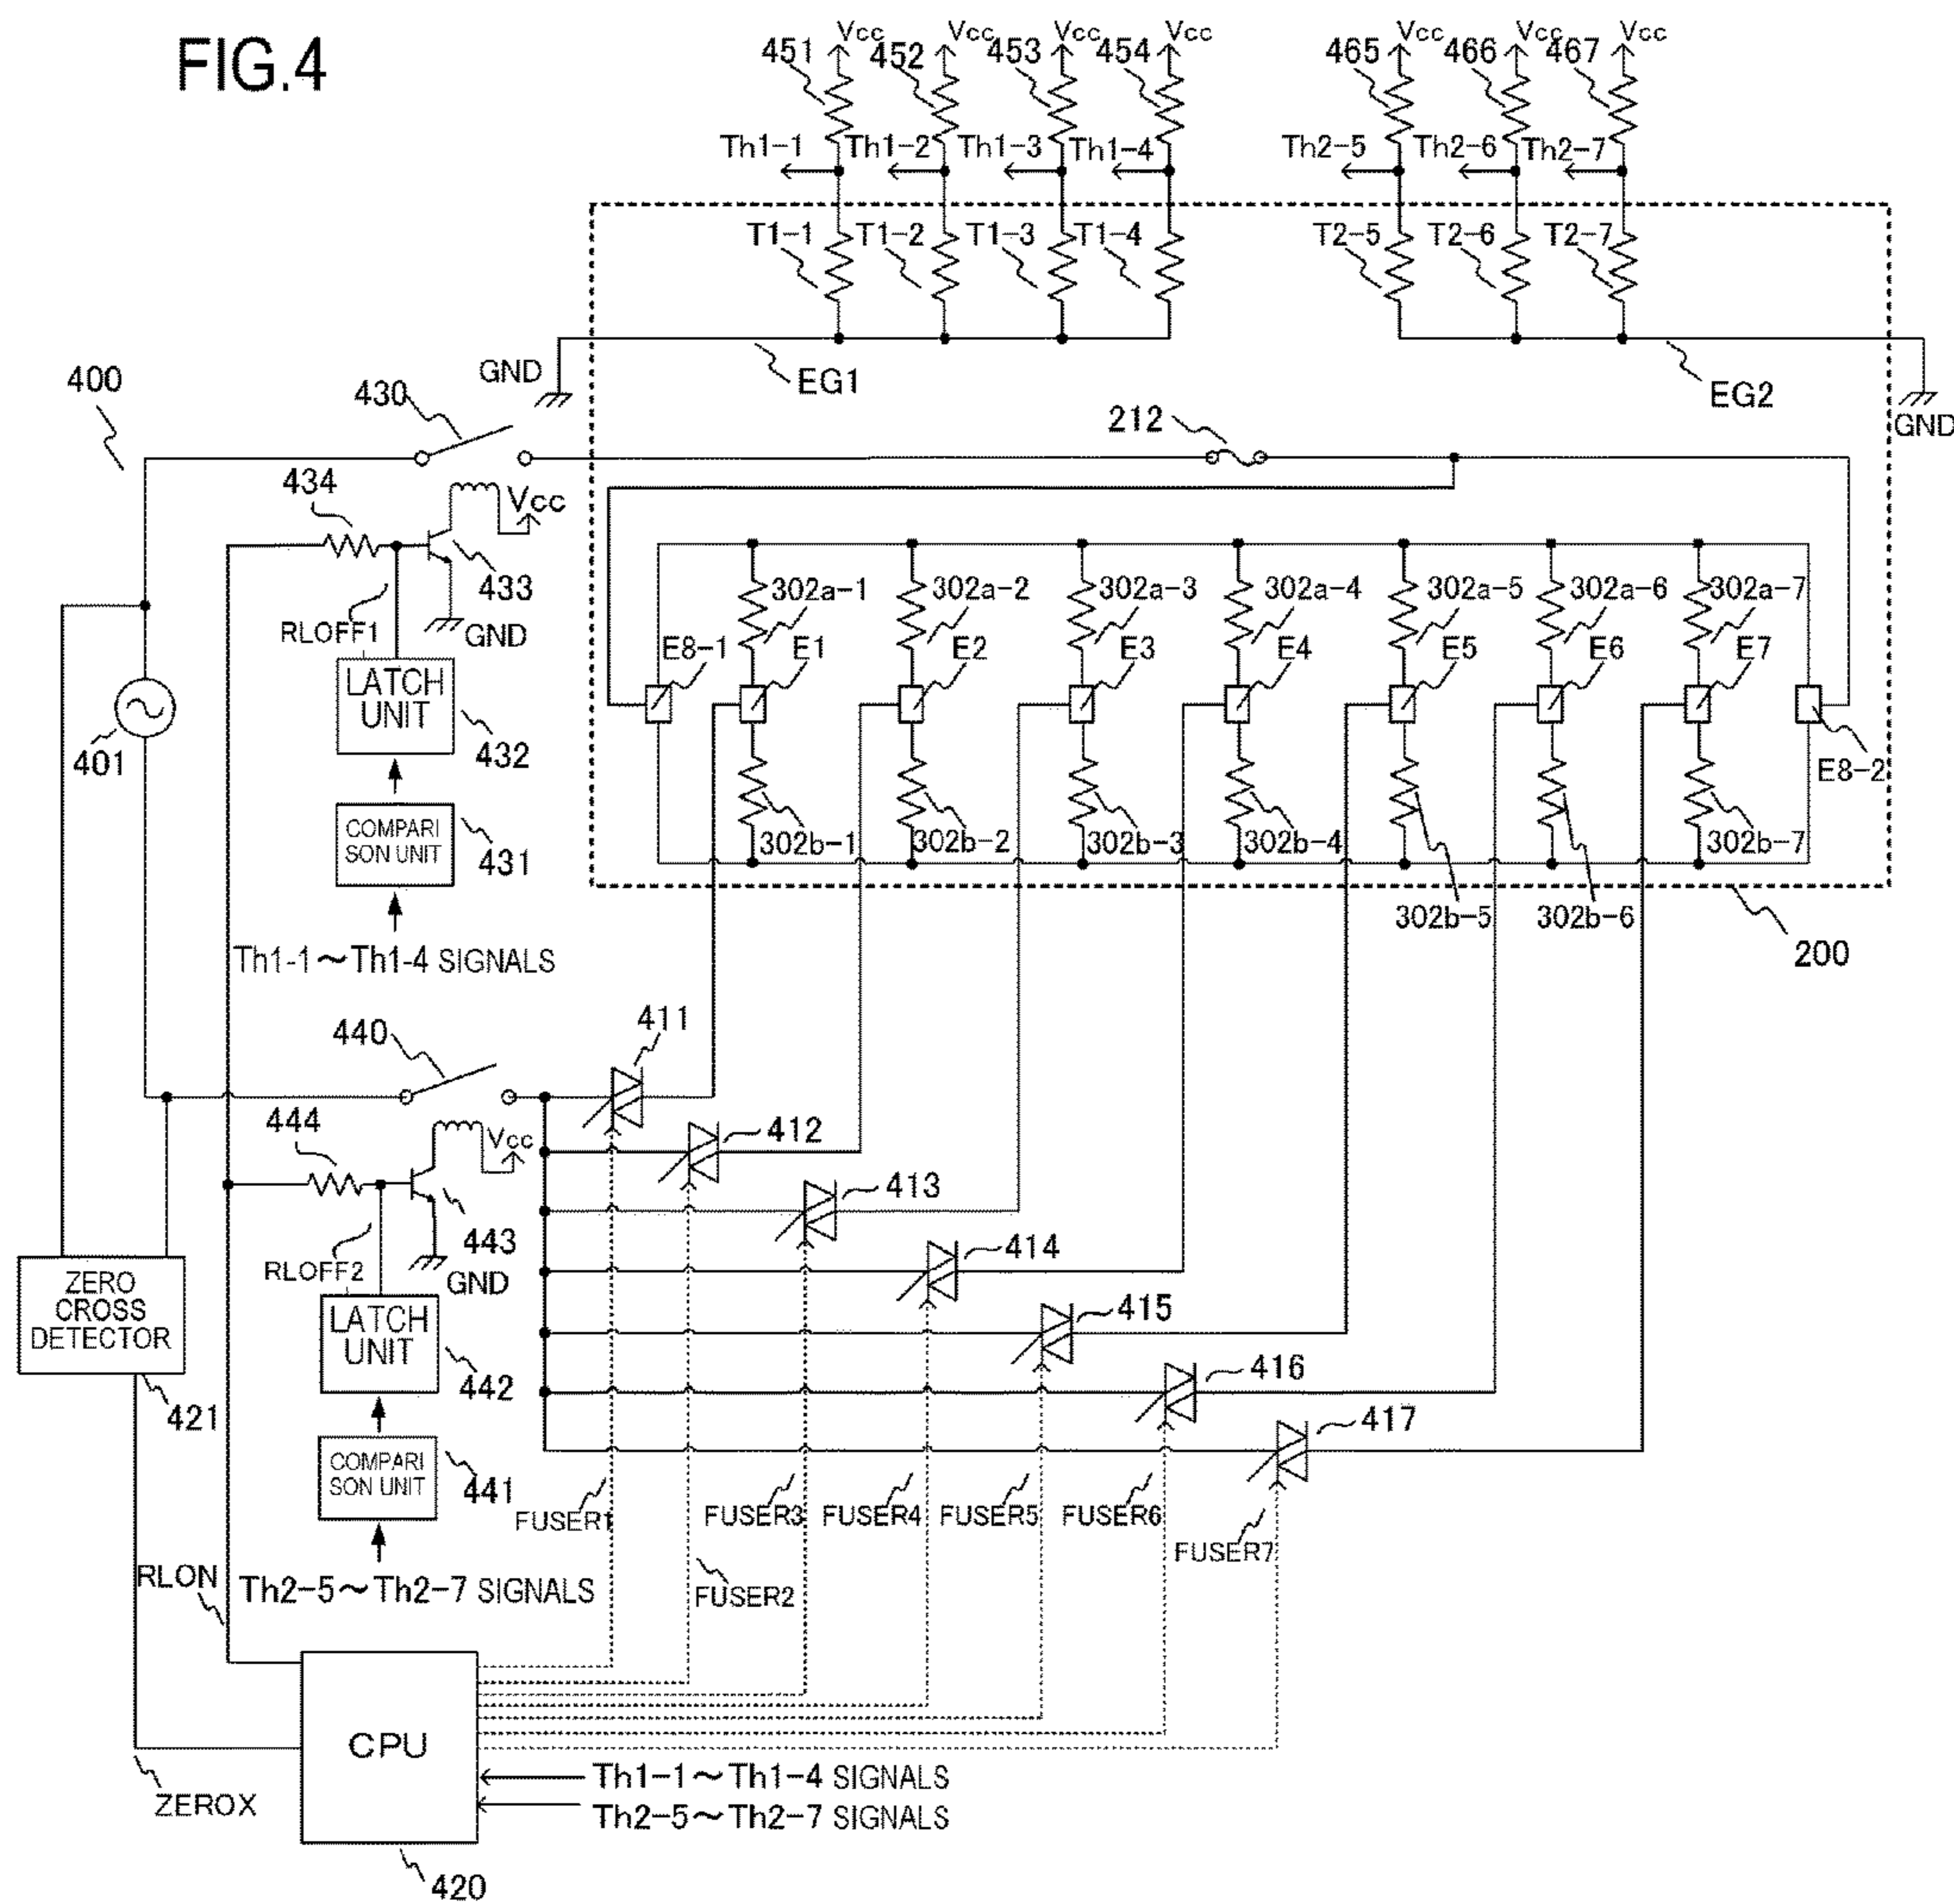 FIG.4
Vcc Vcc Vcc Vcc Vcc Vcc Vcc
451 452 453 454 465 466 467
Th1-1 Th1-2 Th1-3 Th1-4 Th2-5 Th2-6 Th2-7
T1-1 T1-2 T1-3 T1-4 T2-5 T2-6 T2-7
GND EG1 EG2 GND
400 430 212
434 Vcc
433
RLOFF1 GND
302a-1 302a-2 302a-3 302a-4 302a-5 302a-6 302a-7
E8-1 E1 E2 E3 E4 E5 E6 E7
LATCH
UNIT
432
401
E8-2
COMPARI
SON UNIT
431
302b-1 302b-2 302b-3 302b-4 302b-7
302b-5 302b-6
200
Th1-1~Th1-4 SIGNALS
440 411
444 Vcc 412
443 413
RLOFF2 GND 414
ZERO
CROSS
DETECTOR
421
LATCH
UNIT
442
415
416
417
COMPARI
SON UNIT
441
FUSER1 FUSER3 FUSER4 FUSER5 FUSER6
FUSER7
RLON Th2-5~Th2-7 SIGNALS FUSER2
CPU
ZEROX
Th1-1~Th1-4 SIGNALS
Th2-5~Th2-7 SIGNALS
420